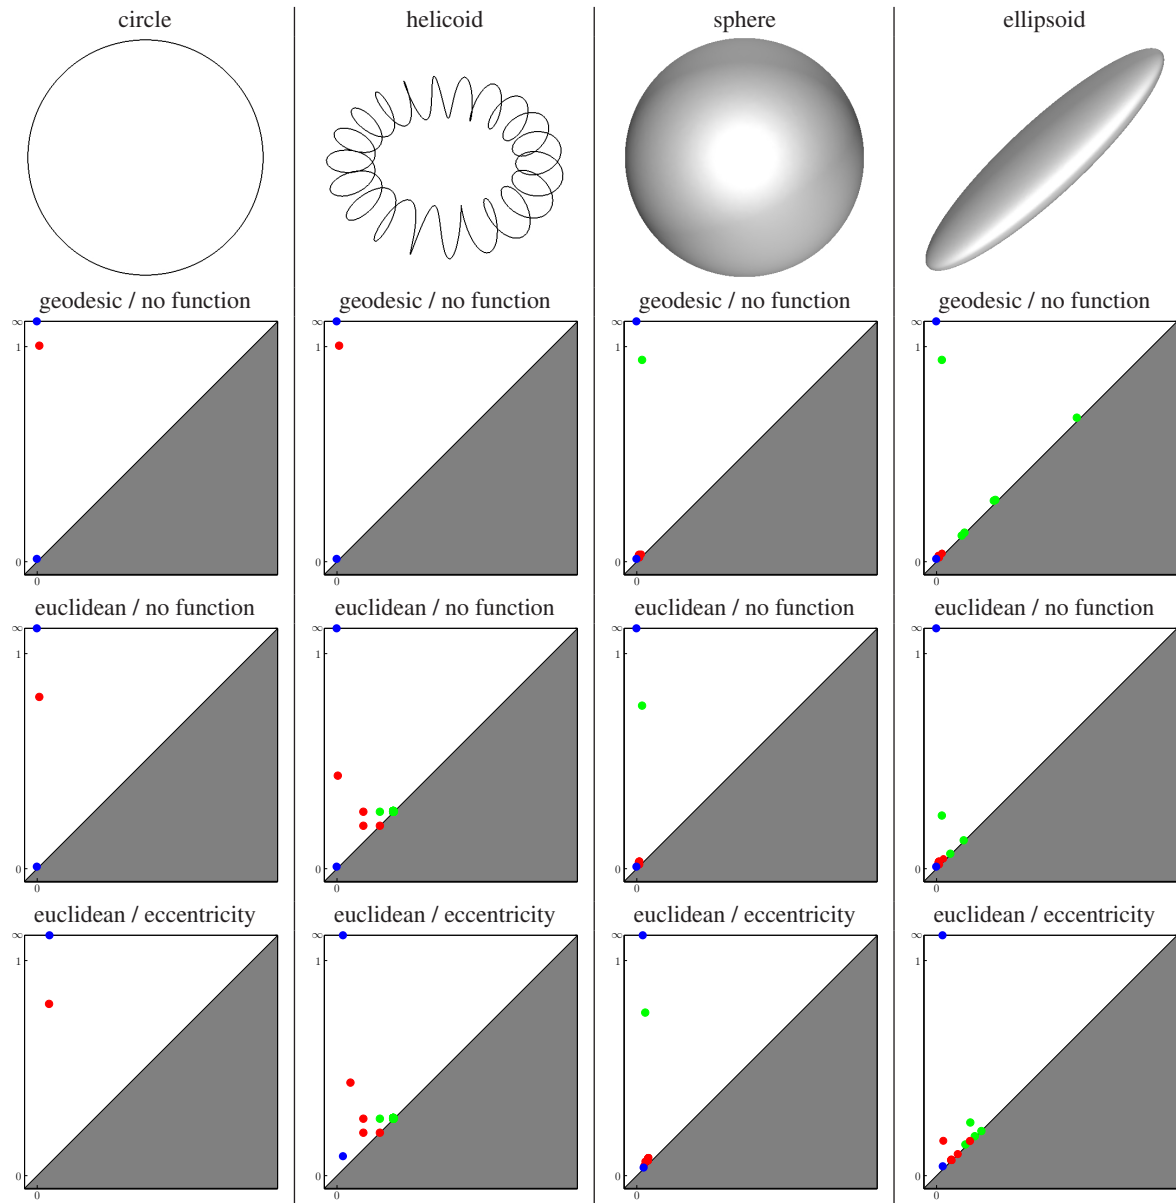 circle helicoid sphere ellipsoid
geodesic / no function geodesic / no function geodesic / no function geodesic / no function
∞ ∞ ∞ ∞
1 1 1 1
0 0 0 0
0 0 0 0
euclidean / no function euclidean / no function euclidean / no function euclidean / no function
∞ ∞ ∞ ∞
1 1 1 1
0 0 0 0
0 0 0 0
euclidean / eccentricity euclidean / eccentricity euclidean / eccentricity euclidean / eccentricity
∞ ∞ ∞ ∞
1 1 1 1
0 0 0 0
0 0 0 0